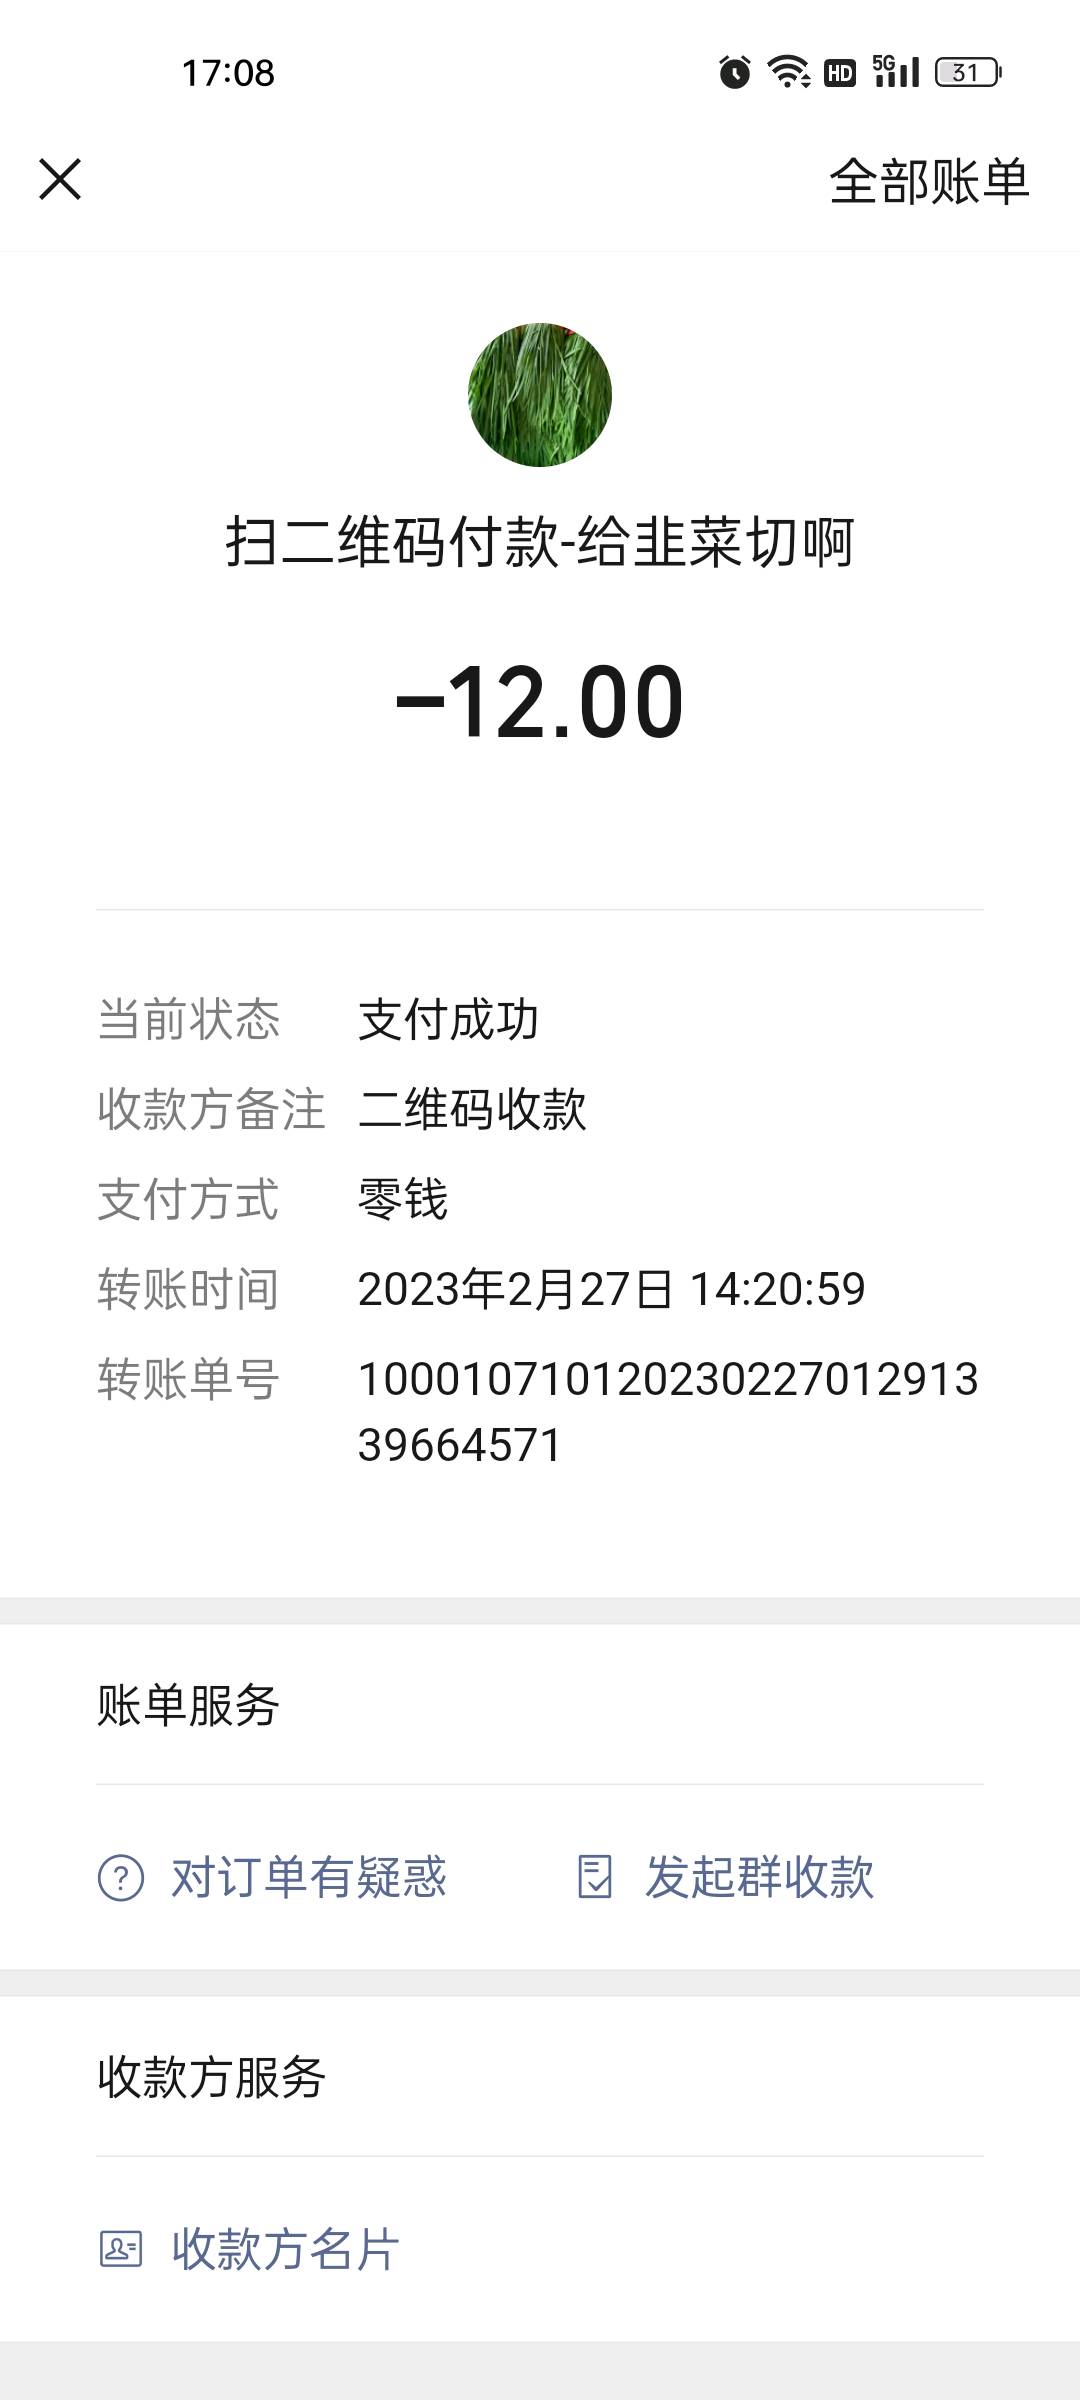 17:08
HD 5G 31
全部账单
扫二维码付款-给韭菜切啊
-12.00
当前状态 支付成功
收款方备注 二维码收款
支付方式 零钱
转账时间 2023年2月27日 14:20:59
转账单号 100010710120230227012913
39664571
账单服务
? 对订单有疑惑 发起群收款
收款方服务
收款方名片